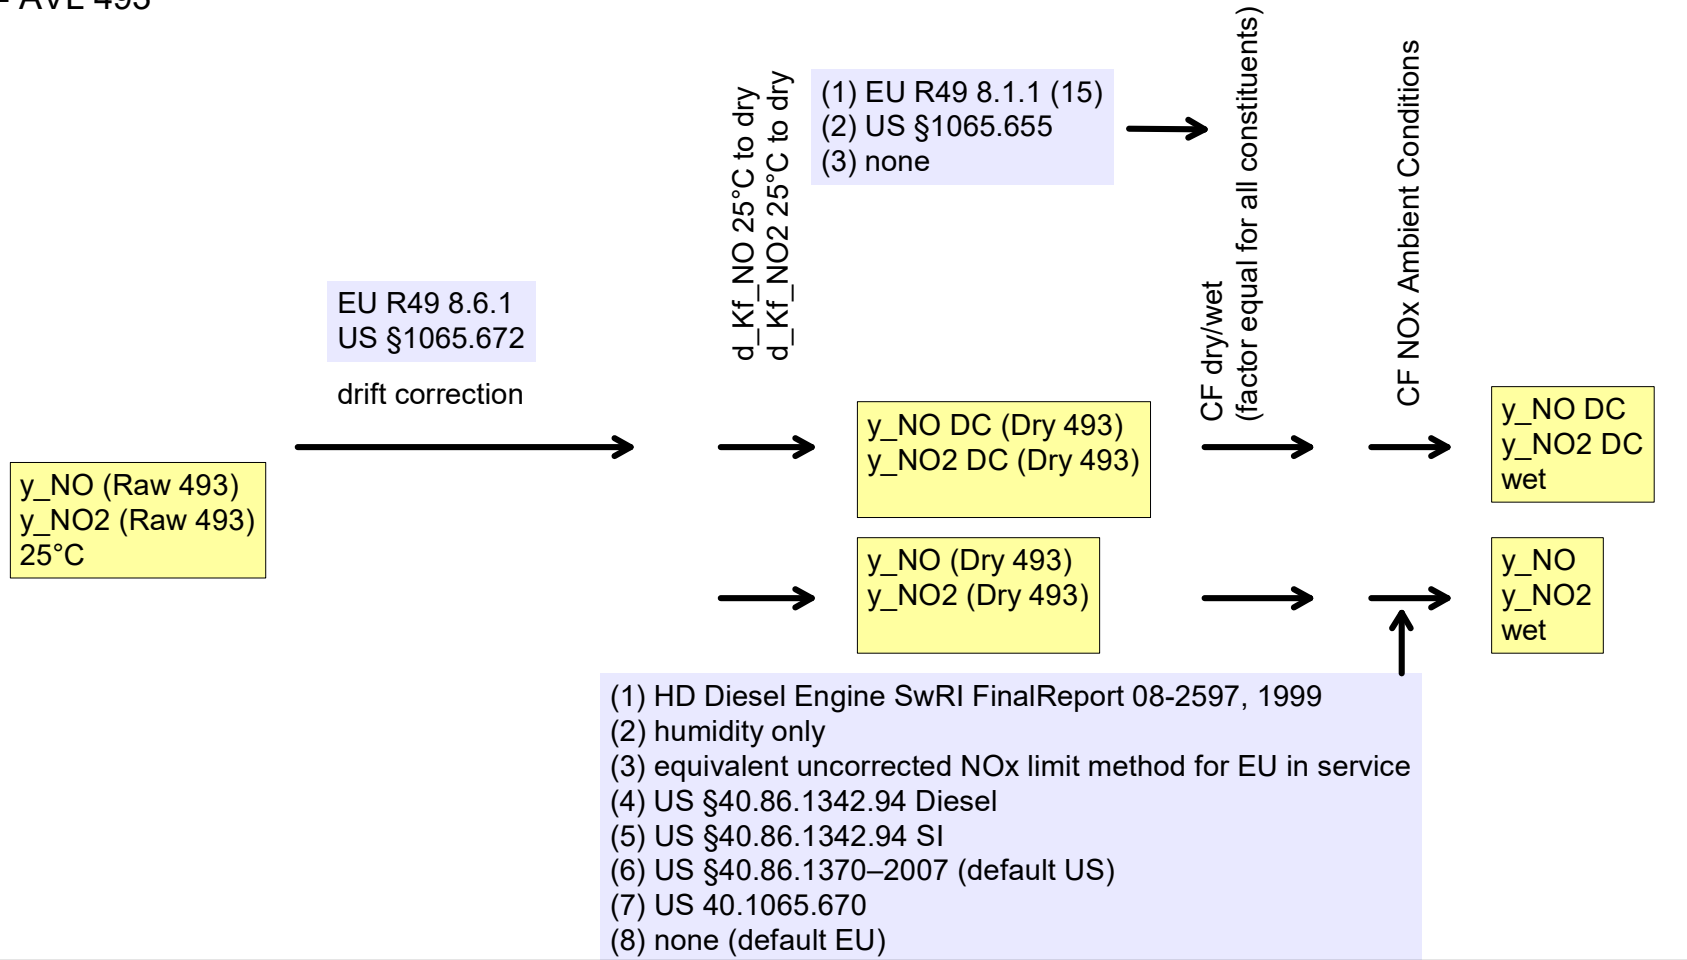 - AVL 493
d_Kf_NO 25°C to dry
d_Kf_NO2 25°C to dry
(1) EU R49 8.1.1 (15)
(2) US §1065.655
(3) none
CF dry/wet
(factor equal for all constituents)
CF NOx Ambient Conditions
EU R49 8.6.1
US §1065.672
drift correction
y_NO (Raw 493)
y_NO2 (Raw 493)
25°C
y_NO DC (Dry 493)
y_NO2 DC (Dry 493)
y_NO DC
y_NO2 DC
wet
y_NO (Dry 493)
y_NO2 (Dry 493)
y_NO
y_NO2
wet
(1) HD Diesel Engine SwRI FinalReport 08-2597, 1999
(2) humidity only
(3) equivalent uncorrected NOx limit method for EU in service
(4) US §40.86.1342.94 Diesel
(5) US §40.86.1342.94 SI
(6) US §40.86.1370–2007 (default US)
(7) US 40.1065.670
(8) none (default EU)